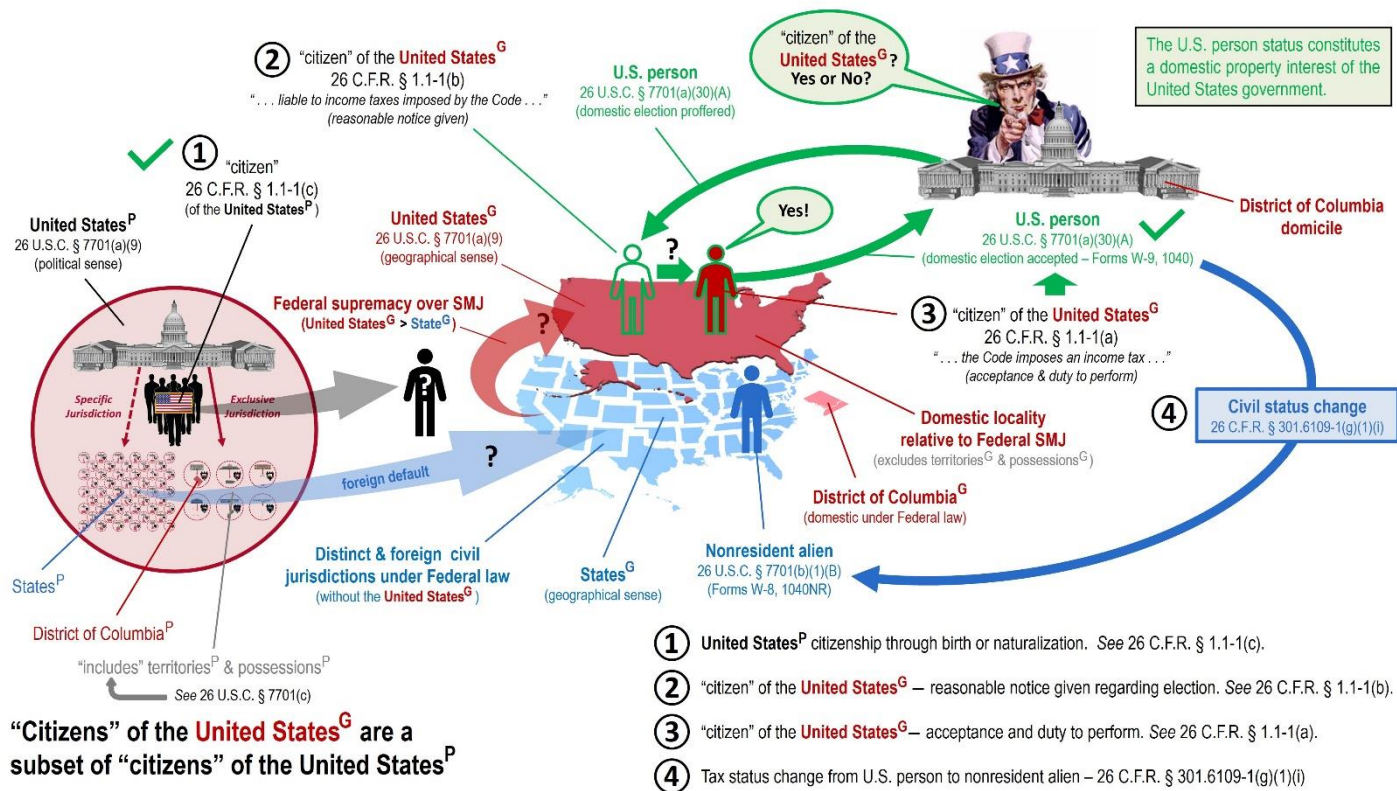 ② "citizen" of the United States^G
26 C.F.R. § 1.1-1(b)
". . . liable to income taxes imposed by the Code . . ."
(reasonable notice given)
U.S. person
26 U.S.C. § 7701(a)(30)(A)
(domestic election proffered)
"citizen" of the
United States^G ?
Yes or No?
The U.S. person status constitutes
a domestic property interest of the
United States government.
①
"citizen"
26 C.F.R. § 1.1-1(c)
(of the United States^P)
United States^P
26 U.S.C. § 7701(a)(9)
(political sense)
United States^G
26 U.S.C. § 7701(a)(9)
(geographical sense)
Yes!
?
District of Columbia
domicile
U.S. person
26 U.S.C. § 7701(a)(30)(A)
(domestic election accepted – Forms W-9, 1040)
Federal supremacy over SMJ
(United States^G > State^G)
?
?
③ "citizen" of the United States^G
26 C.F.R. § 1.1-1(a)
". . . the Code imposes an income tax . . ."
(acceptance & duty to perform)
Specific
Jurisdiction
Exclusive
Jurisdiction
④
Civil status change
26 C.F.R. § 301.6109-1(g)(1)(i)
Domestic locality
relative to Federal SMJ
(excludes territories^G & possessions^G)
foreign default
?
District of Columbia^G
(domestic under Federal law)
States^P
Distinct & foreign civil
jurisdictions under Federal law
(without the United States^G)
States^G
(geographical sense)
Nonresident alien
26 U.S.C. § 7701(b)(1)(B)
(Forms W-8, 1040NR)
District of Columbia^P
"includes" territories^P & possessions^P
See 26 U.S.C. § 7701(c)
"Citizens" of the United States^G are a
subset of "citizens" of the United States^P
① United States^P citizenship through birth or naturalization. See 26 C.F.R. § 1.1-1(c).
② "citizen" of the United States^G – reasonable notice given regarding election. See 26 C.F.R. § 1.1-1(b).
③ "citizen" of the United States^G – acceptance and duty to perform. See 26 C.F.R. § 1.1-1(a).
④ Tax status change from U.S. person to nonresident alien – 26 C.F.R. § 301.6109-1(g)(1)(i)